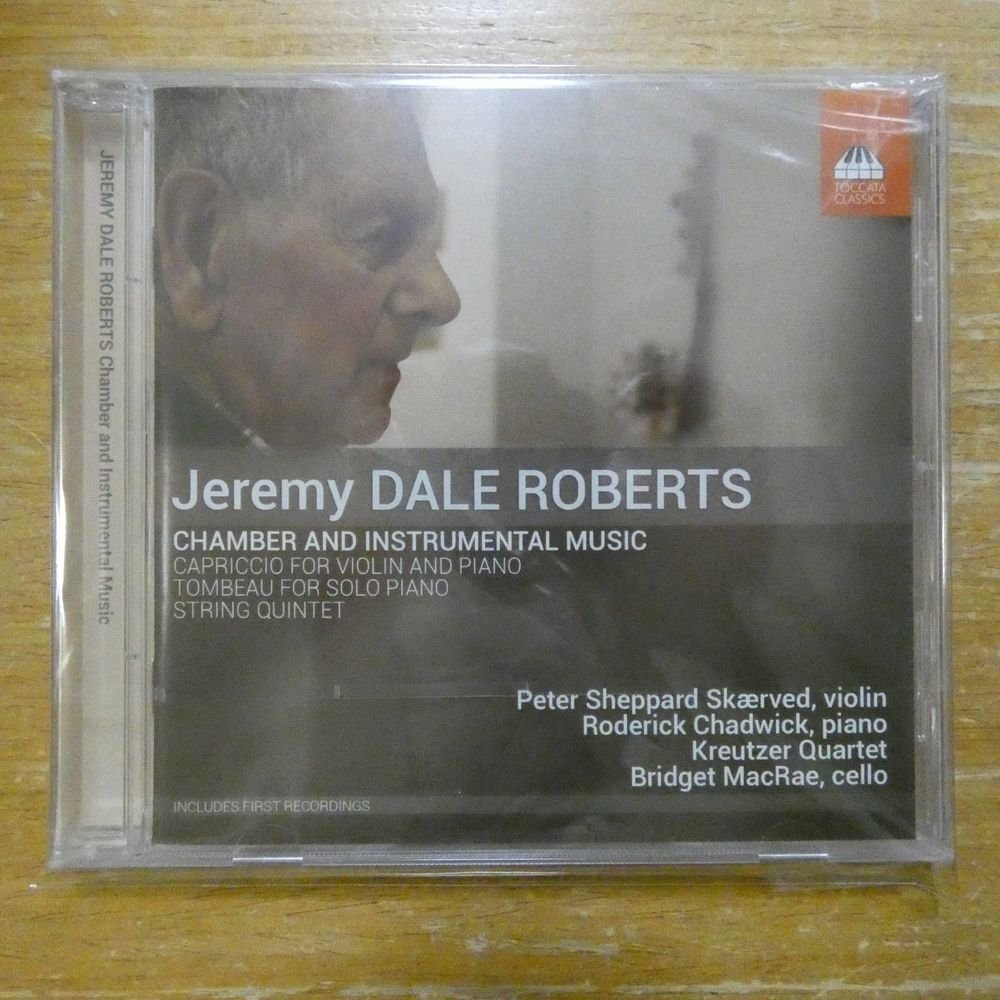 JEREMY DALE ROBERTS Chamber and Instrumental Music
TOCCATA
CLASSICS
Jeremy DALE ROBERTS
CHAMBER AND INSTRUMENTAL MUSIC
CAPRICCIO FOR VIOLIN AND PIANO
TOMBEAU FOR SOLO PIANO
STRING QUINTET
Peter Sheppard Skærved, violin
Roderick Chadwick, piano
Kreutzer Quartet
Bridget MacRae, cello
INCLUDES FIRST RECORDINGS